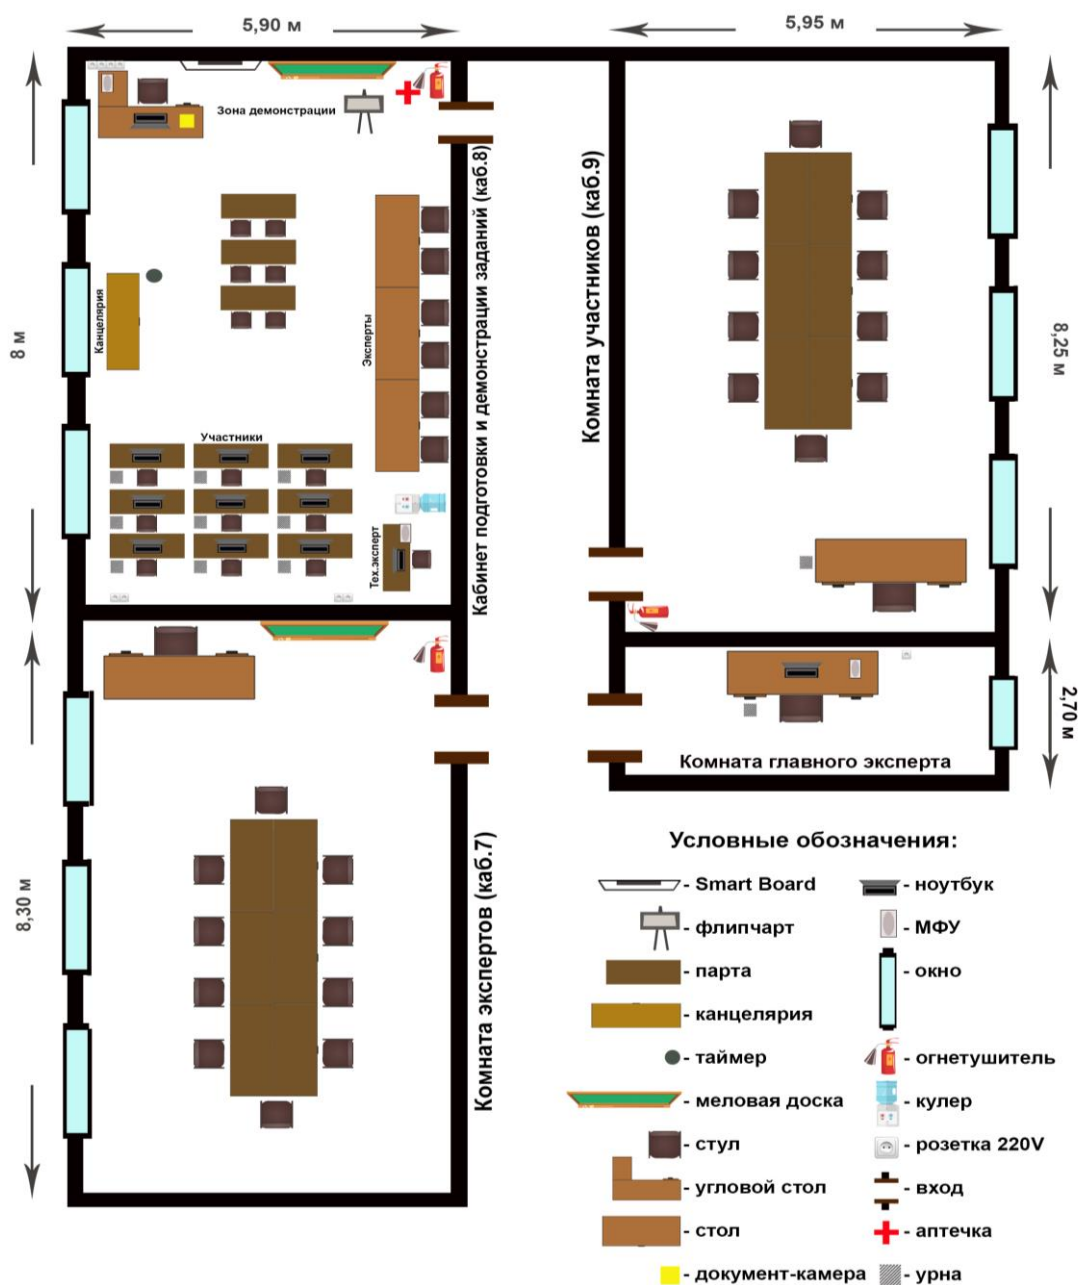 5,90 м
5,95 м
Зона демонстрации
8 м
Канцелярия
Эксперты
Кабинет подготовки и демонстрации заданий (каб.8)
Комната участников (каб.9)
8,25 м
Участники
Тех.эксперт
2,70 м
Комната главного эксперта
8,30 м
Комната экспертов (каб.7)
Условные обозначения:
- Smart Board
- ноутбук
- флипчарт
- МФУ
- парта
- окно
- канцелярия
- таймер
- огнетушитель
- меловая доска
- кулер
- стул
- розетка 220V
- угловой стол
- вход
- стол
- аптечка
- документ-камера
- урна